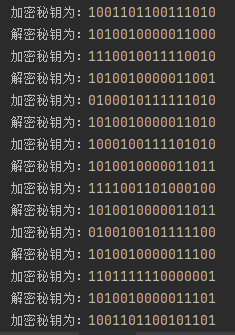 加密秘钥为：1001101100111010
解密秘钥为：1010010000011000
加密秘钥为：1110010011110010
解密秘钥为：1010010000011001
加密秘钥为：0100010111111010
解密秘钥为：1010010000011010
加密秘钥为：1000100111101010
解密秘钥为：1010010000011011
加密秘钥为：1111001101000100
解密秘钥为：1010010000011011
加密秘钥为：0100100101111100
解密秘钥为：1010010000011100
加密秘钥为：1101111110000001
解密秘钥为：1010010000011101
加密秘钥为：1001101100101101